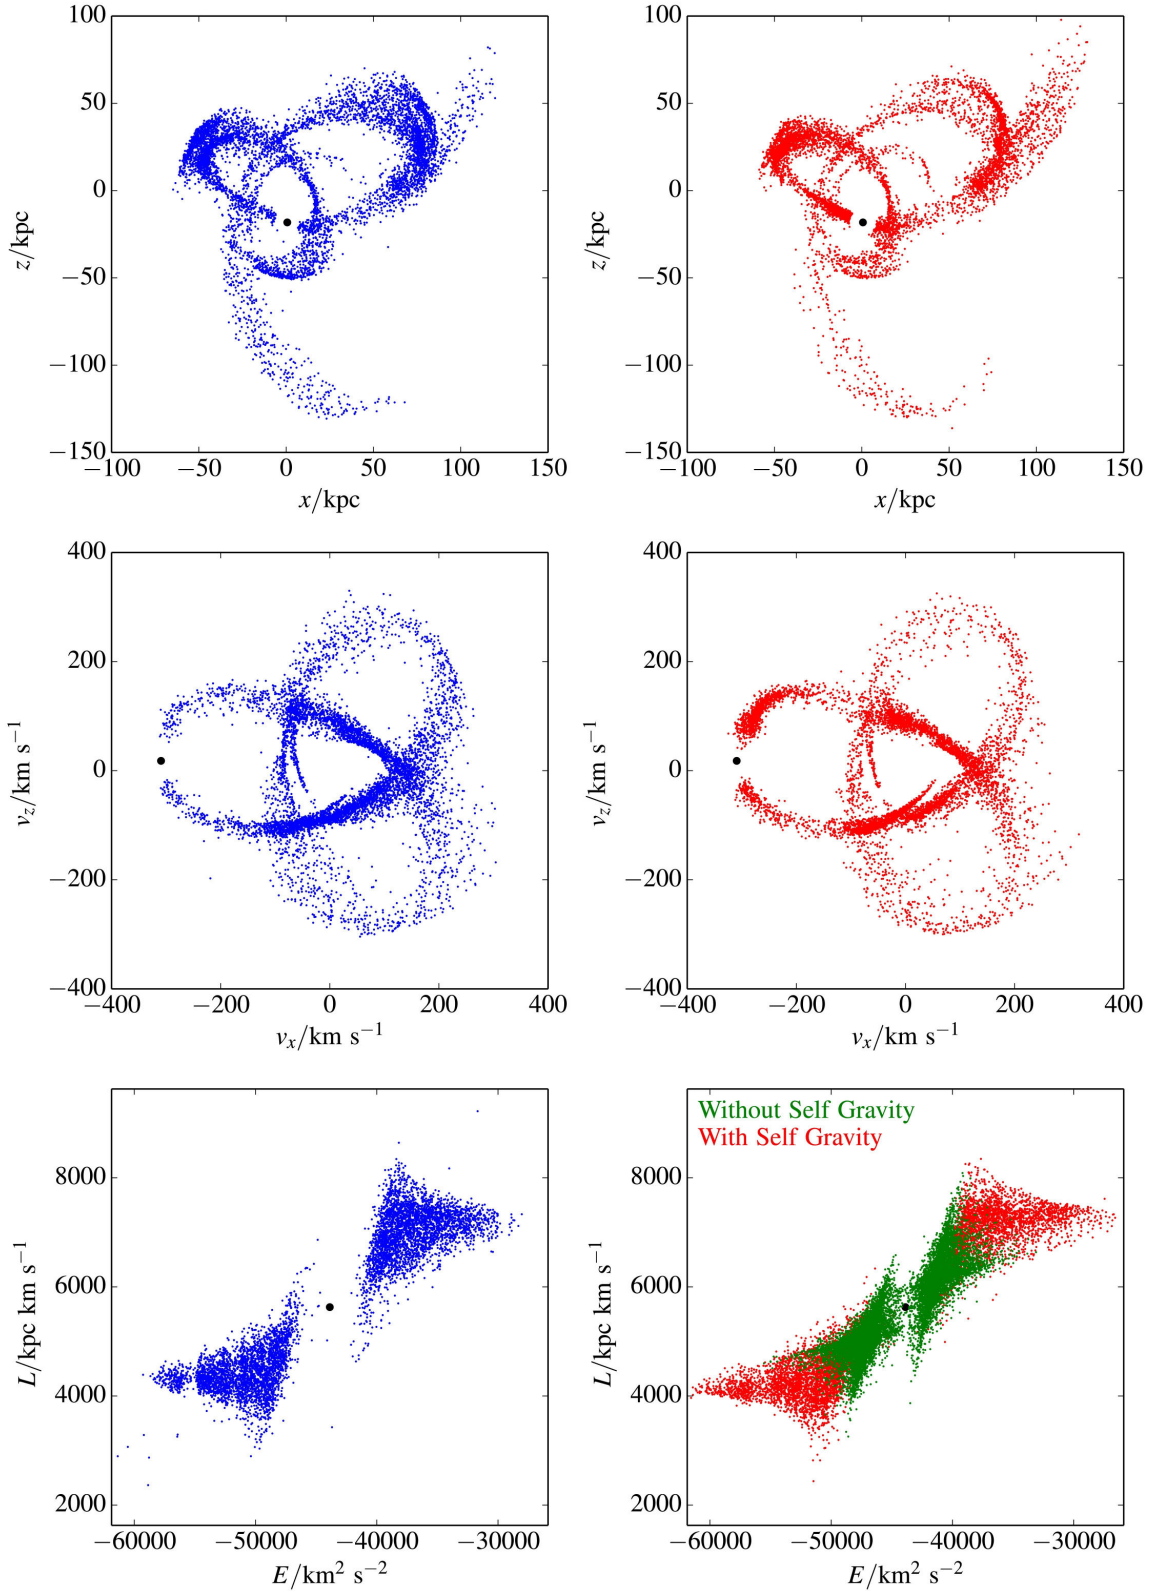 100
50
0
−50
−100
−150
z/kpc
−100 −50 0 50 100 150
x/kpc
100
50
0
−50
−100
−150
z/kpc
−100 −50 0 50 100 150
x/kpc
400
200
0
−200
−400
v_z/km s⁻¹
−400 −200 0 200 400
v_x/km s⁻¹
400
200
0
−200
−400
v_z/km s⁻¹
−400 −200 0 200 400
v_x/km s⁻¹
8000
6000
4000
2000
L/kpc km s⁻¹
−60000 −50000 −40000 −30000
E/km² s⁻²
Without Self Gravity
With Self Gravity
8000
6000
4000
2000
L/kpc km s⁻¹
−60000 −50000 −40000 −30000
E/km² s⁻²